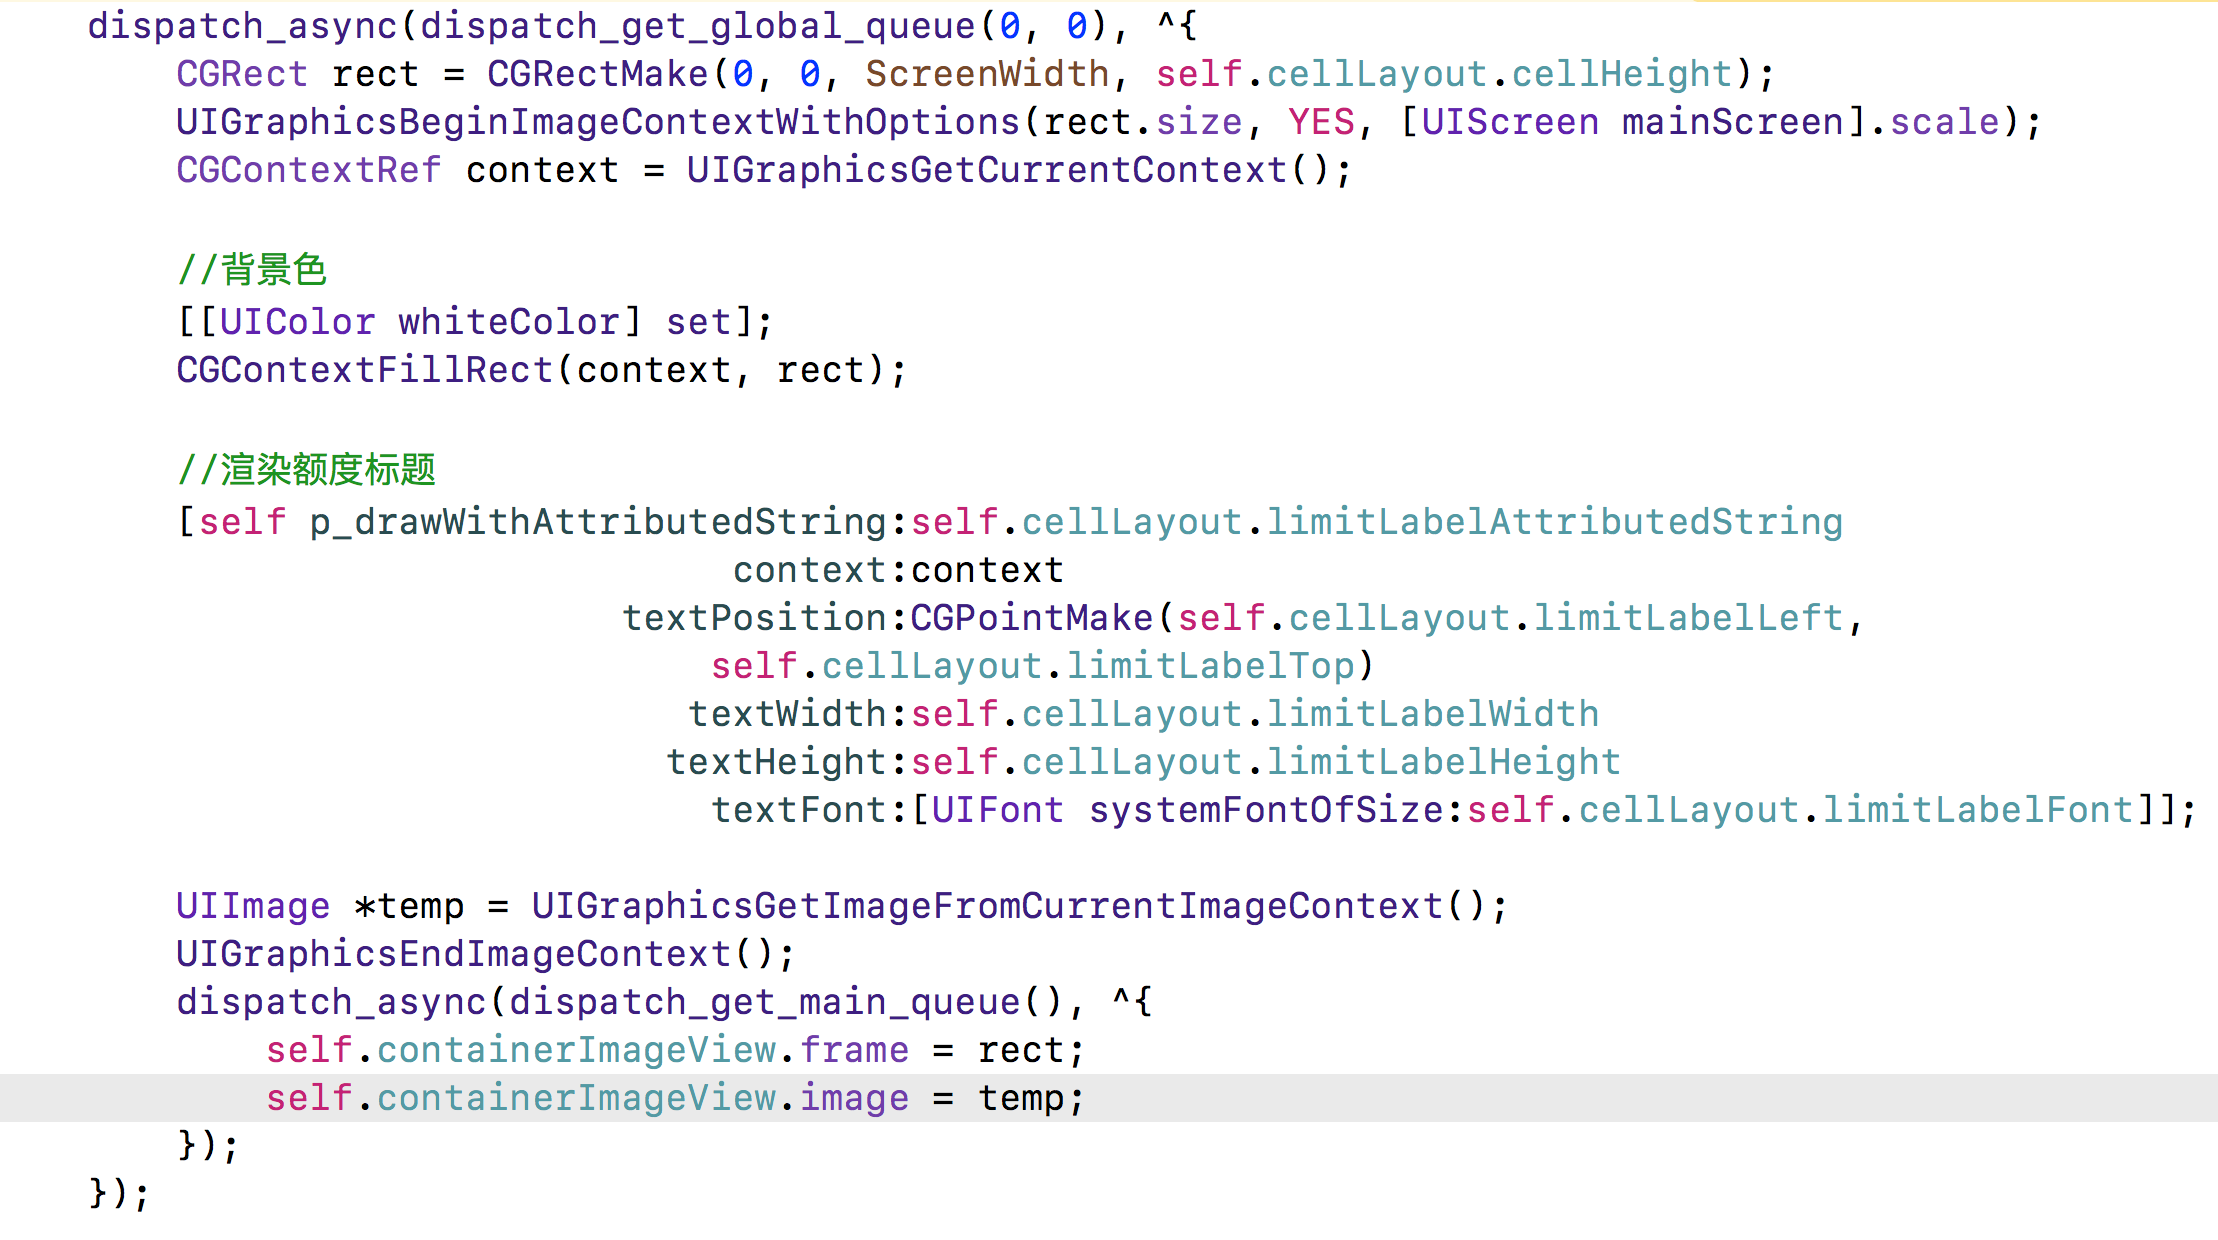 dispatch_async(dispatch_get_global_queue(0, 0), ^{
    CGRect rect = CGRectMake(0, 0, ScreenWidth, self.cellLayout.cellHeight);
    UIGraphicsBeginImageContextWithOptions(rect.size, YES, [UIScreen mainScreen].scale);
    CGContextRef context = UIGraphicsGetCurrentContext();

    //背景色
    [[UIColor whiteColor] set];
    CGContextFillRect(context, rect);

    //渲染额度标题
    [self p_drawWithAttributedString:self.cellLayout.limitLabelAttributedString
                             context:context
                        textPosition:CGPointMake(self.cellLayout.limitLabelLeft,
                            self.cellLayout.limitLabelTop)
                           textWidth:self.cellLayout.limitLabelWidth
                          textHeight:self.cellLayout.limitLabelHeight
                            textFont:[UIFont systemFontOfSize:self.cellLayout.limitLabelFont]];

    UIImage *temp = UIGraphicsGetImageFromCurrentImageContext();
    UIGraphicsEndImageContext();
    dispatch_async(dispatch_get_main_queue(), ^{
        self.containerImageView.frame = rect;
        self.containerImageView.image = temp;
    });
});